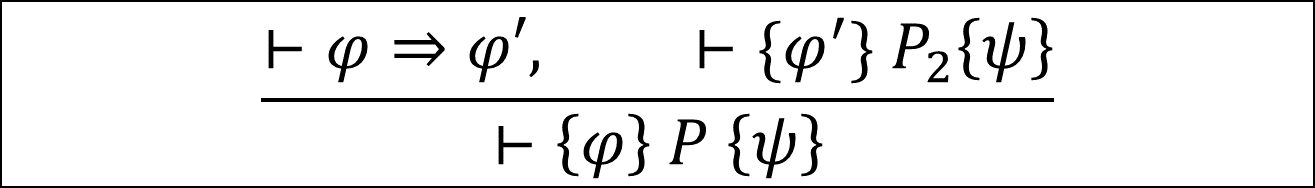 ⊢ φ ⇒ φ′, ⊢ {φ′} P₂{ψ}
⊢ {φ} P {ψ}